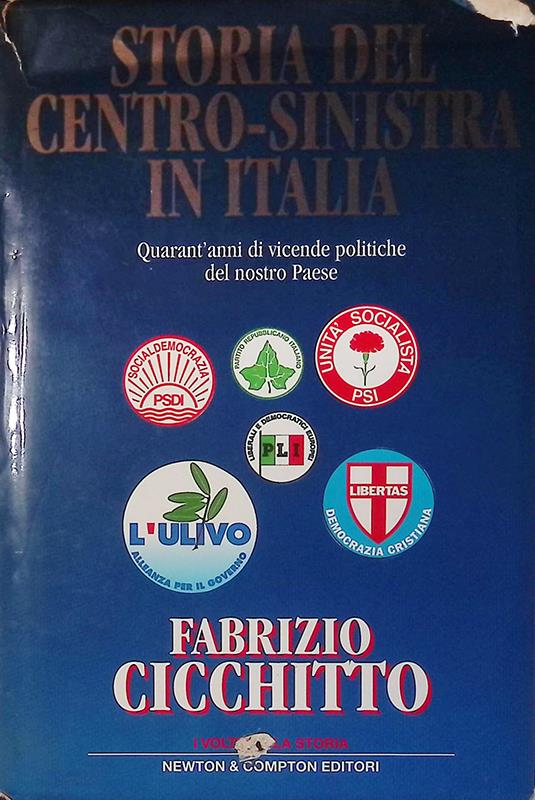 STORIA DEL
CENTRO-SINISTRA
IN ITALIA
Quarant'anni di vicende politiche
del nostro Paese
SOCIALDEMOCRAZIA
PSDI
PARTITO REPUBBLICANO ITALIANO
UNITA' SOCIALISTA
PSI
LIBERALI E DEMOCRATICI EUROPEI
PLI
L'ULIVO
ALLEANZA PER IL GOVERNO
LIBERTAS
DEMOCRAZIA CRISTIANA
FABRIZIO
CICCHITTO
I LA STORIA
NEWTON & COMPTON EDITORI